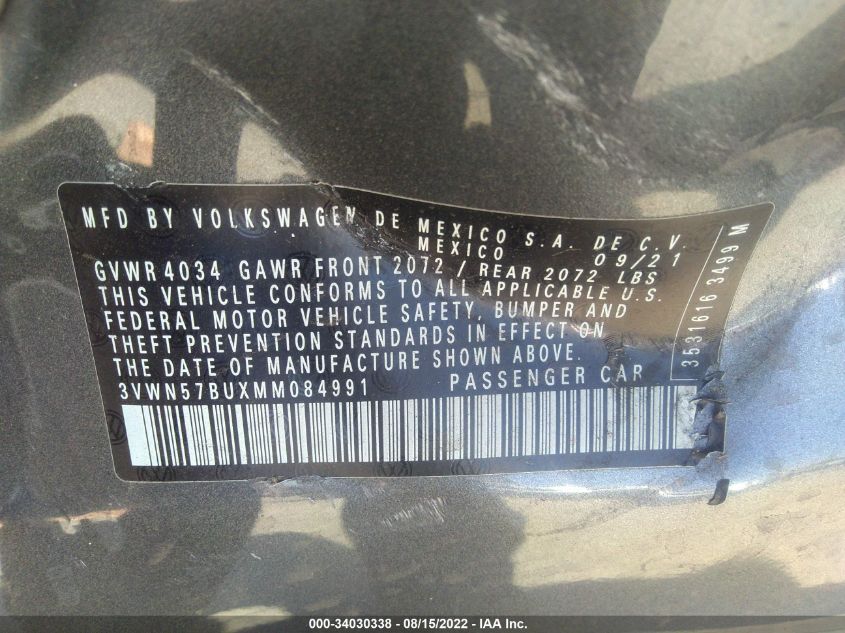 MFD BY VOLKSWAGEN DE MEXICO S.A. DE C.V.
MEXICO 09/21
GVWR 4034 GAWR FRONT 2072 / REAR 2072 LBS
THIS VEHICLE CONFORMS TO ALL APPLICABLE U.S.
FEDERAL MOTOR VEHICLE SAFETY, BUMPER AND
THEFT PREVENTION STANDARDS IN EFFECT ON
THE DATE OF MANUFACTURE SHOWN ABOVE.
3VWN57BUXMM084991 PASSENGER CAR
3531616 3499 M
000-34030338 - 08/15/2022 - IAA Inc.